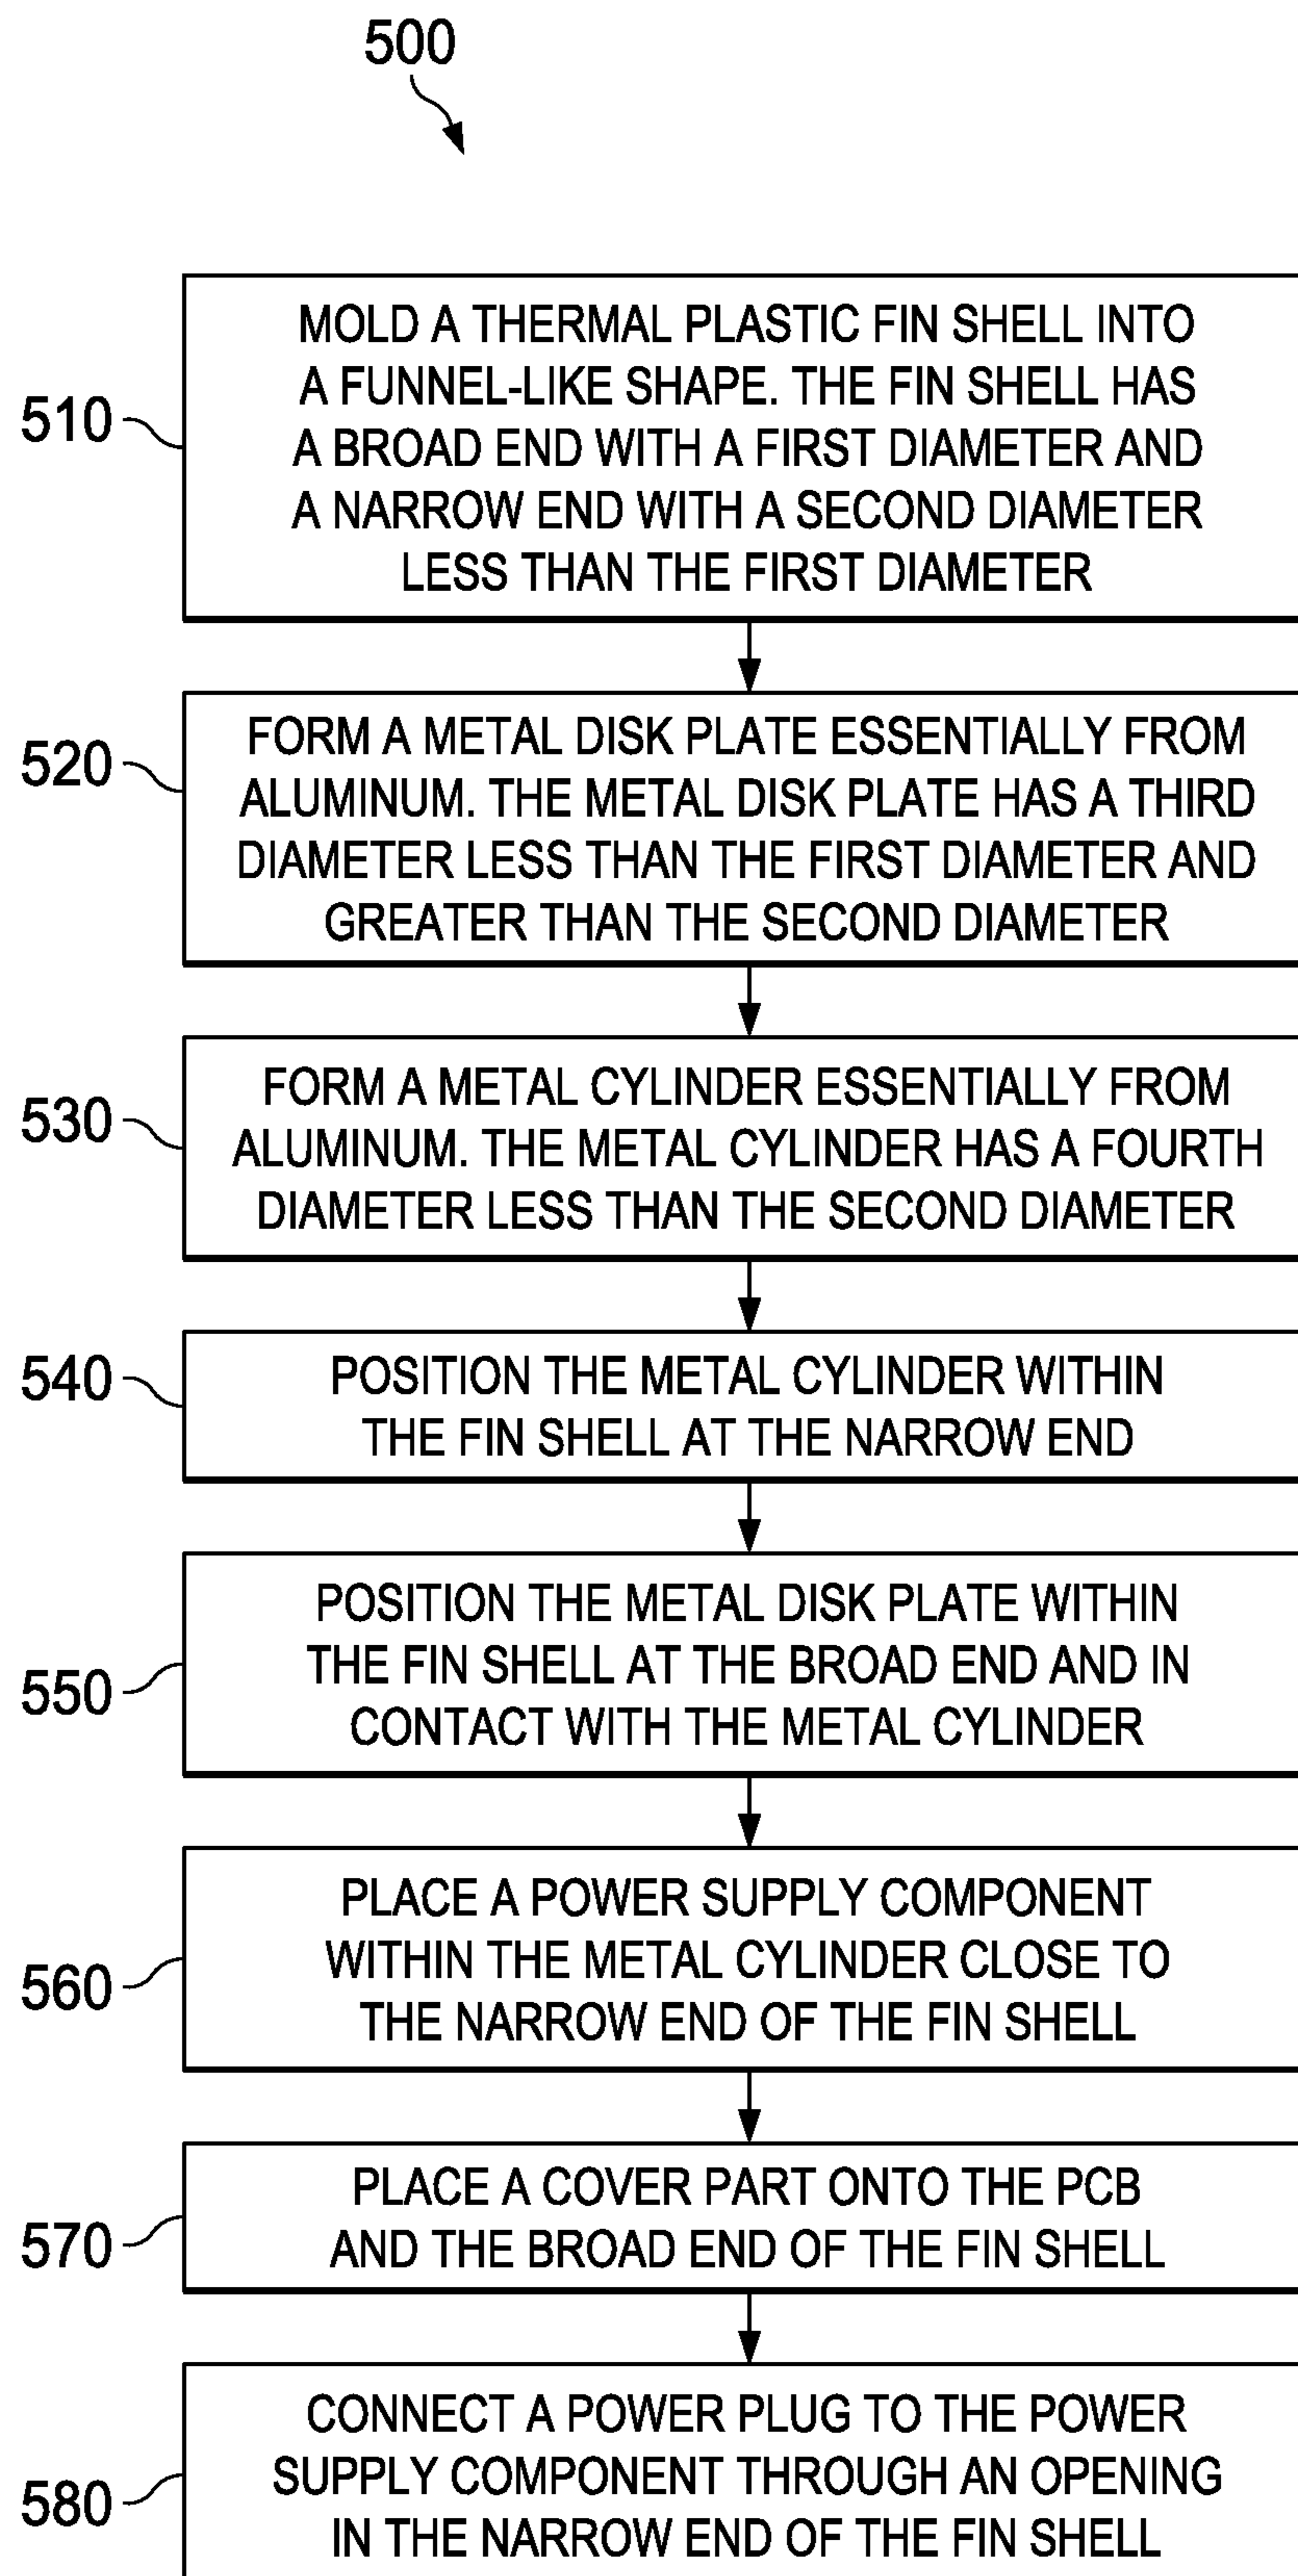 500
510
MOLD A THERMAL PLASTIC FIN SHELL INTO
A FUNNEL-LIKE SHAPE. THE FIN SHELL HAS
A BROAD END WITH A FIRST DIAMETER AND
A NARROW END WITH A SECOND DIAMETER
LESS THAN THE FIRST DIAMETER
520
FORM A METAL DISK PLATE ESSENTIALLY FROM
ALUMINUM. THE METAL DISK PLATE HAS A THIRD
DIAMETER LESS THAN THE FIRST DIAMETER AND
GREATER THAN THE SECOND DIAMETER
530
FORM A METAL CYLINDER ESSENTIALLY FROM
ALUMINUM. THE METAL CYLINDER HAS A FOURTH
DIAMETER LESS THAN THE SECOND DIAMETER
540
POSITION THE METAL CYLINDER WITHIN
THE FIN SHELL AT THE NARROW END
550
POSITION THE METAL DISK PLATE WITHIN
THE FIN SHELL AT THE BROAD END AND IN
CONTACT WITH THE METAL CYLINDER
560
PLACE A POWER SUPPLY COMPONENT
WITHIN THE METAL CYLINDER CLOSE TO
THE NARROW END OF THE FIN SHELL
570
PLACE A COVER PART ONTO THE PCB
AND THE BROAD END OF THE FIN SHELL
580
CONNECT A POWER PLUG TO THE POWER
SUPPLY COMPONENT THROUGH AN OPENING
IN THE NARROW END OF THE FIN SHELL